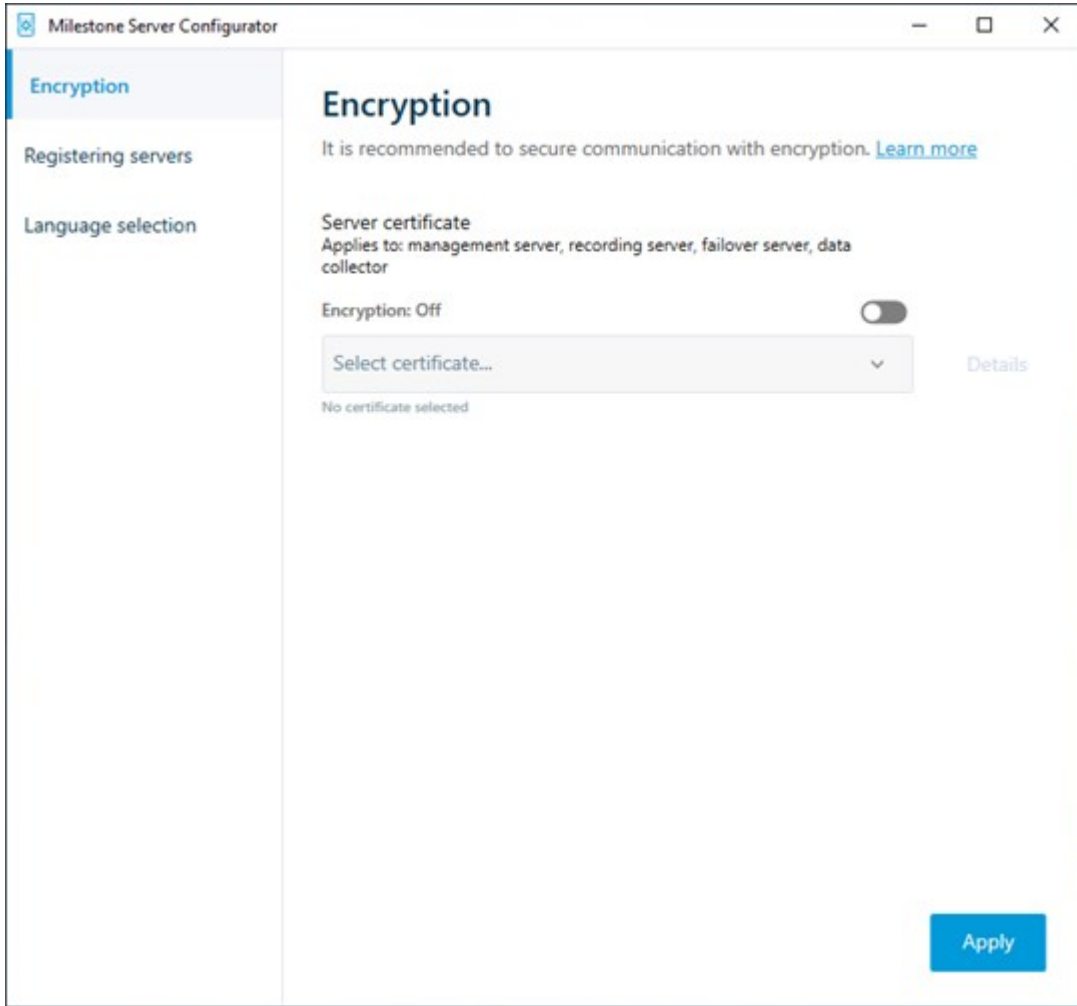 Milestone Server Configurator
Encryption
Registering servers
Language selection
Encryption
It is recommended to secure communication with encryption. Learn more
Server certificate
Applies to: management server, recording server, failover server, data
collector
Encryption: Off
Select certificate...
Details
No certificate selected
Apply